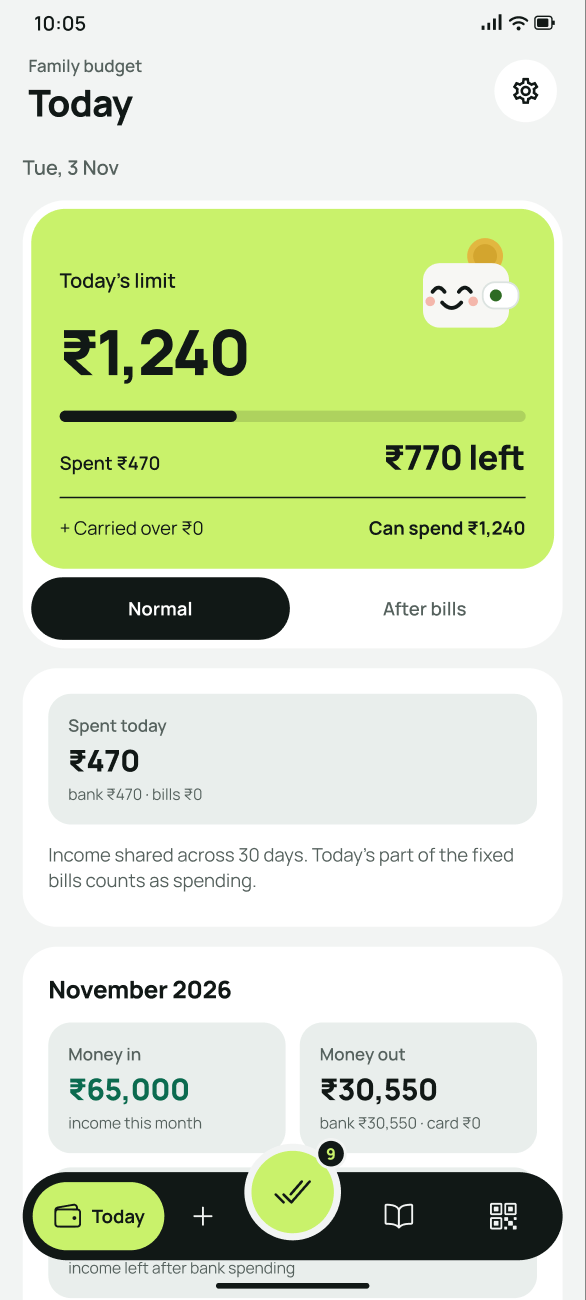 10:05
Family budget
Today
Tue, 3 Nov
Today's limit
₹1,240
Spent ₹470
₹770 left
+ Carried over ₹0
Can spend ₹1,240
Normal
After bills
Spent today
₹470
bank ₹470 · bills ₹0
Income shared across 30 days. Today's part of the fixed
bills counts as spending.
November 2026
Money in
₹65,000
income this month
Money out
₹30,550
bank ₹30,550 · card ₹0
9
Today
income left after bank spending